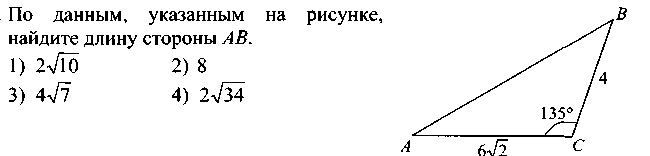 По данным, указанным на рисунке,
найдите длину стороны AB.
1) 2√10 2) 8
3) 4√7 4) 2√34
B
4
135°
A
6√2
C